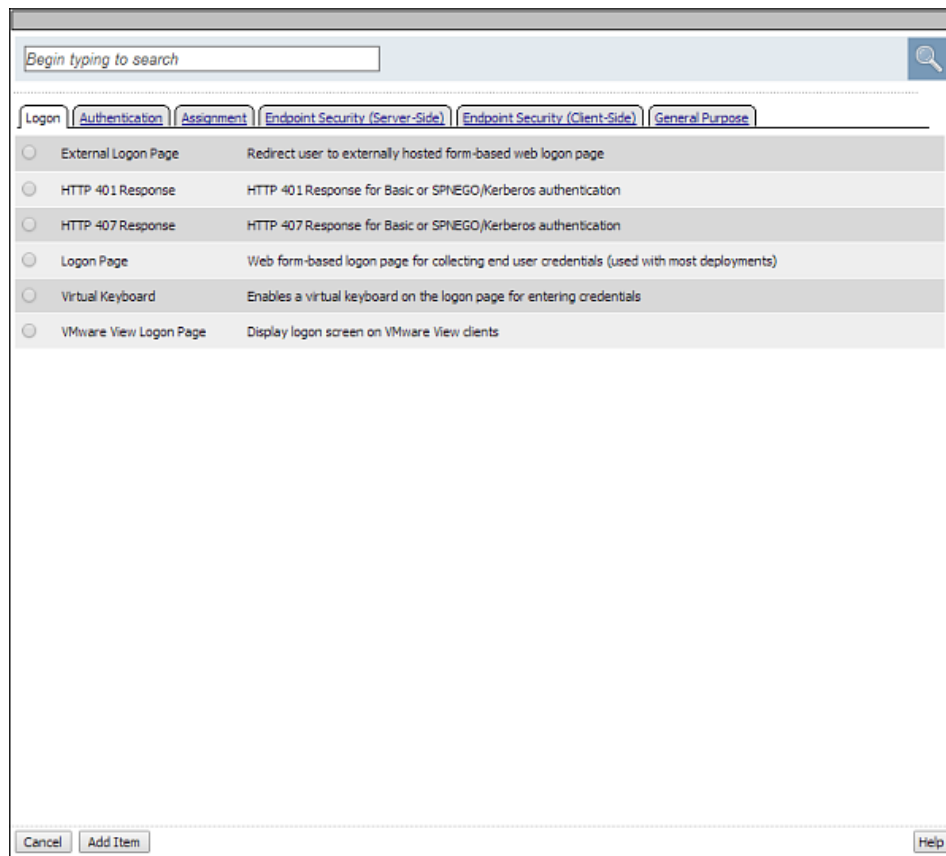 Begin typing to search
Logon Authentication Assignment Endpoint Security (Server-Side) Endpoint Security (Client-Side) General Purpose
External Logon Page Redirect user to externally hosted form-based web logon page
HTTP 401 Response HTTP 401 Response for Basic or SPNEGO/Kerberos authentication
HTTP 407 Response HTTP 407 Response for Basic or SPNEGO/Kerberos authentication
Logon Page Web form-based logon page for collecting end user credentials (used with most deployments)
Virtual Keyboard Enables a virtual keyboard on the logon page for entering credentials
VMware View Logon Page Display logon screen on VMware View clients
Cancel Add Item Help